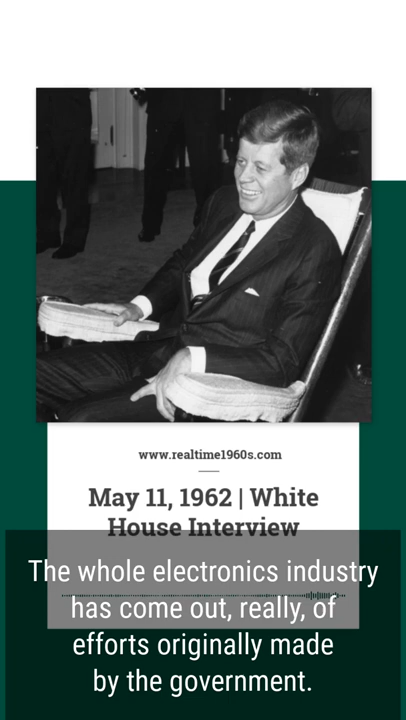 www.realtime1960s.com
May 11, 1962 | White
House Interview
The whole electronics industry
has come out, really, of
efforts originally made
by the government.